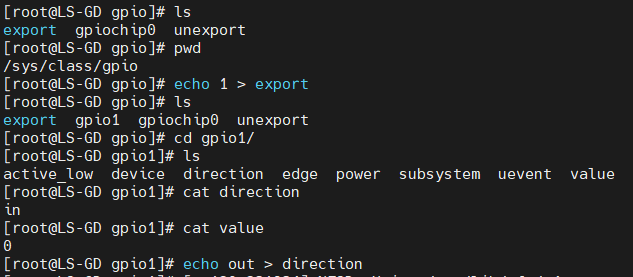 [root@LS-GD gpio]# ls
export  gpiochip0  unexport
[root@LS-GD gpio]# pwd
/sys/class/gpio
[root@LS-GD gpio]# echo 1 > export
[root@LS-GD gpio]# ls
export  gpio1  gpiochip0  unexport
[root@LS-GD gpio]# cd gpio1/
[root@LS-GD gpio1]# ls
active_low  device  direction  edge  power  subsystem  uevent  value
[root@LS-GD gpio1]# cat direction
in
[root@LS-GD gpio1]# cat value
0
[root@LS-GD gpio1]# echo out > direction